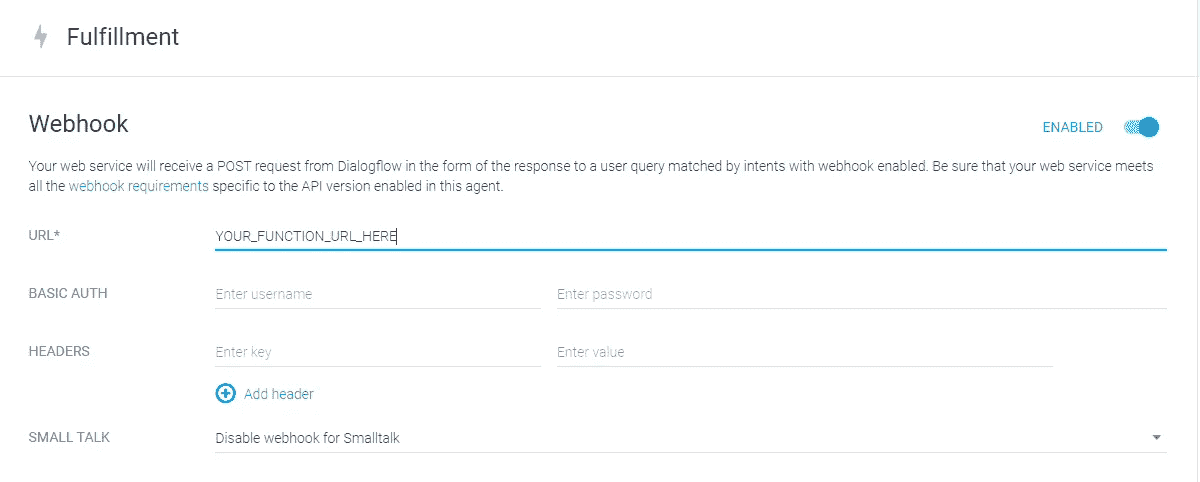 Fulfillment
Webhook
ENABLED
Your web service will receive a POST request from Dialogflow in the form of the response to a user query matched by intents with webhook enabled. Be sure that your web service meets
all the webhook requirements specific to the API version enabled in this agent.
URL* YOUR_FUNCTION_URL_HERE
BASIC AUTH Enter username Enter password
HEADERS Enter key Enter value
Add header
SMALL TALK Disable webhook for Smalltalk